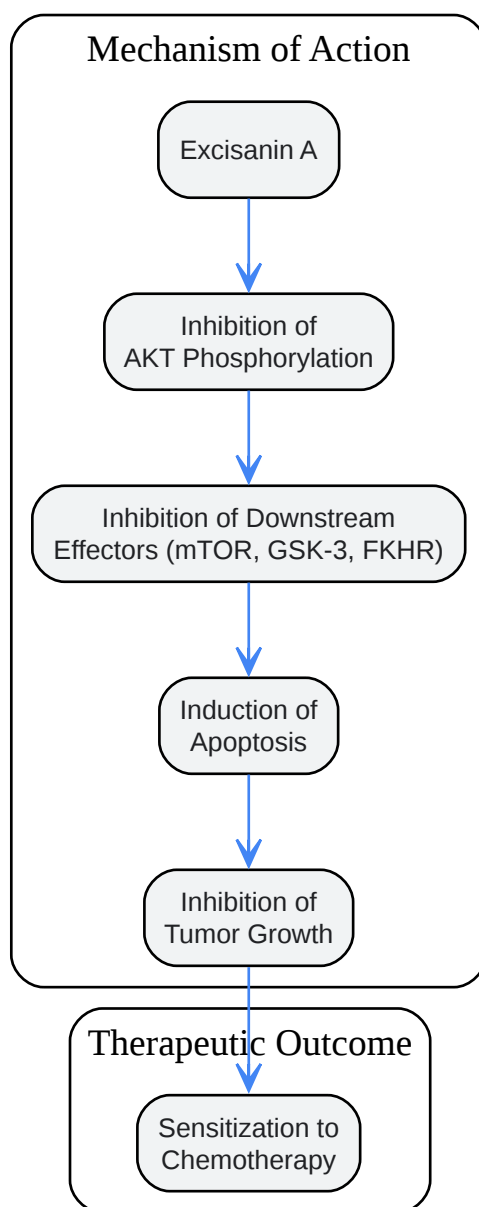 Mechanism of Action
Excisanin A
Inhibition of
AKT Phosphorylation
Inhibition of Downstream
Effectors (mTOR, GSK-3, FKHR)
Induction of
Apoptosis
Inhibition of
Tumor Growth
Therapeutic Outcome
Sensitization to
Chemotherapy